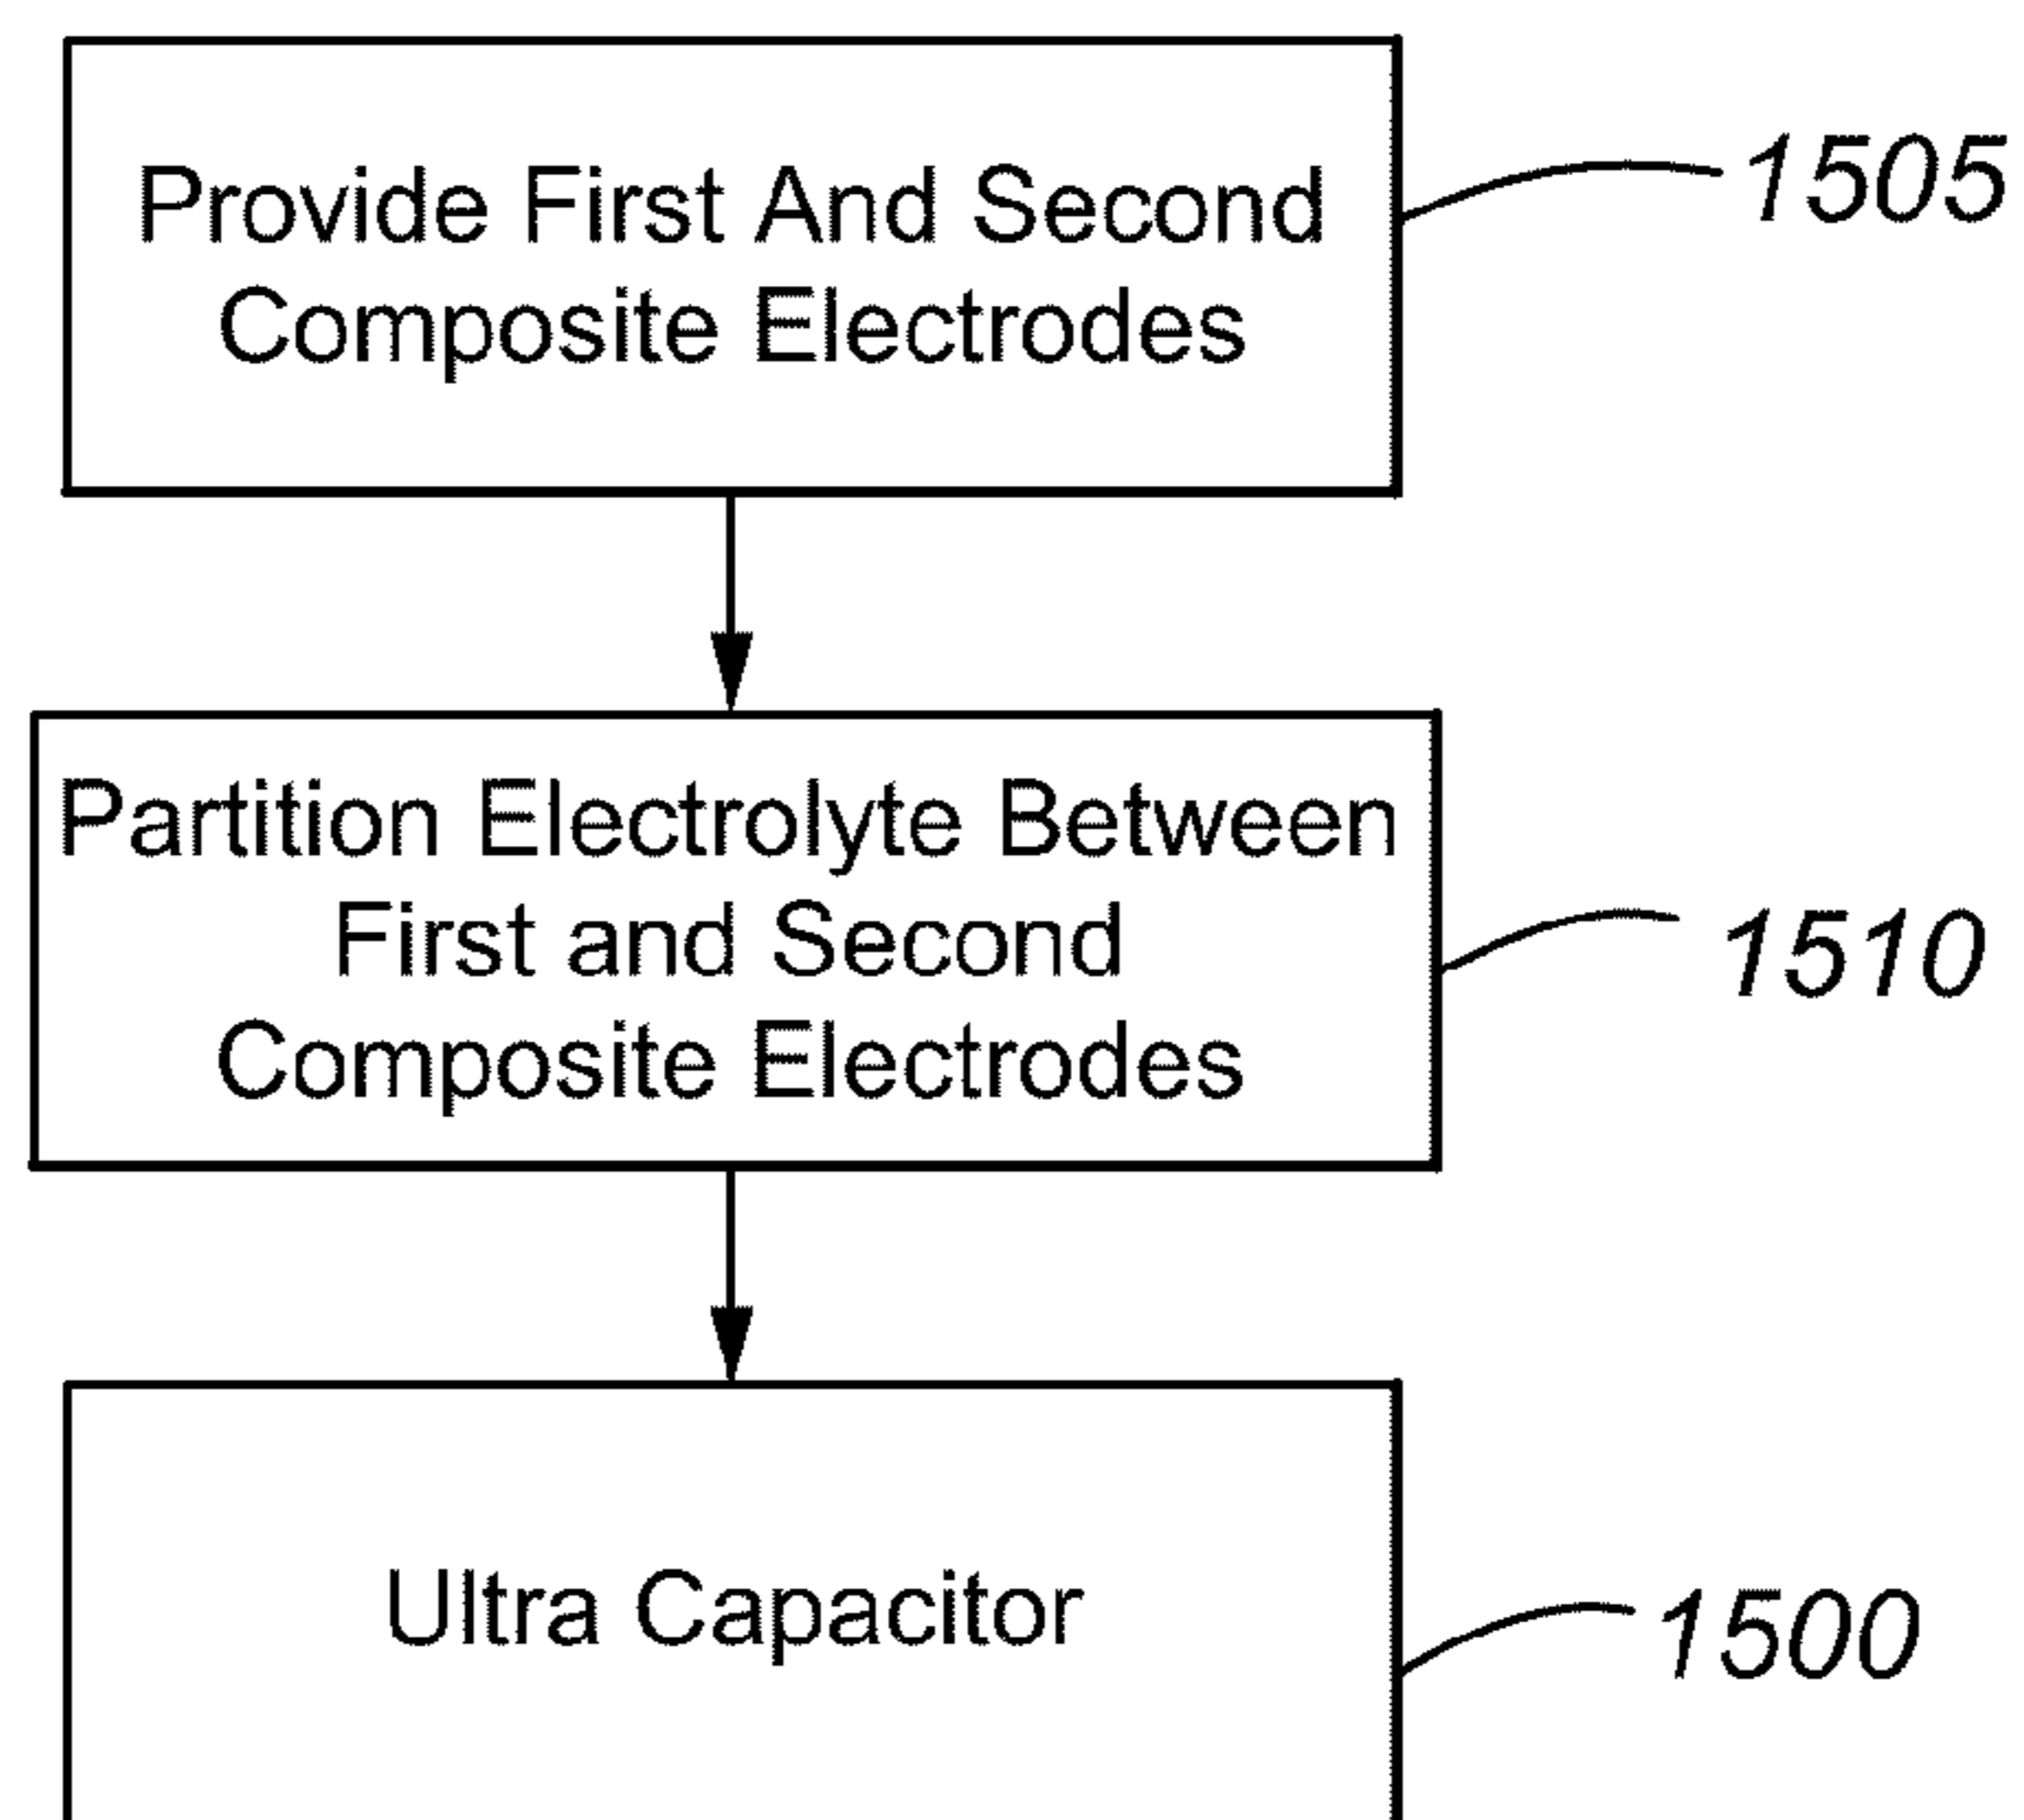 Provide First And Second
Composite Electrodes
1505
Partition Electrolyte Between
First and Second
Composite Electrodes
1510
Ultra Capacitor
1500